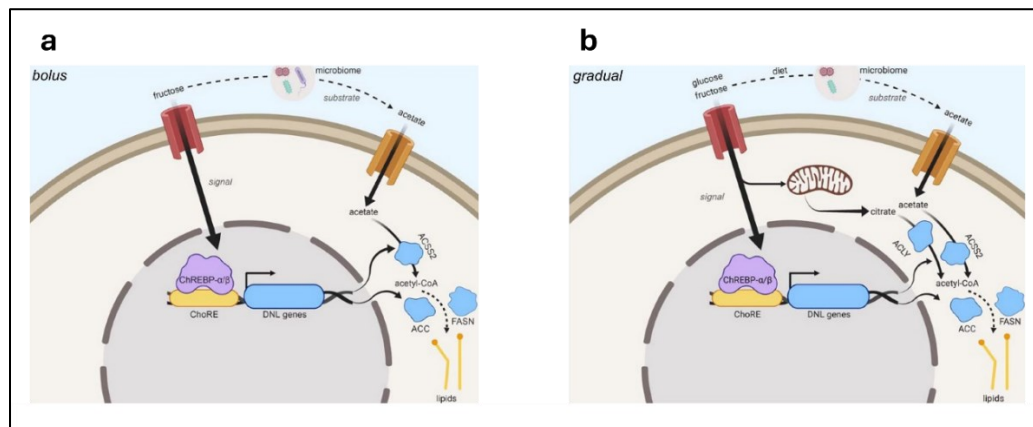 a
bolus
fructose
microbiome
substrate
acetate
signal
acetate
ACSS2
ChREBP-α/β
acetyl-CoA
ChoRE
DNL genes
ACC
FASN
lipids
b
gradual
glucose
fructose
diet
microbiome
substrate
acetate
signal
citrate
acetate
ACLY
ACSS2
ChREBP-α/β
acetyl-CoA
ChoRE
DNL genes
ACC
FASN
lipids